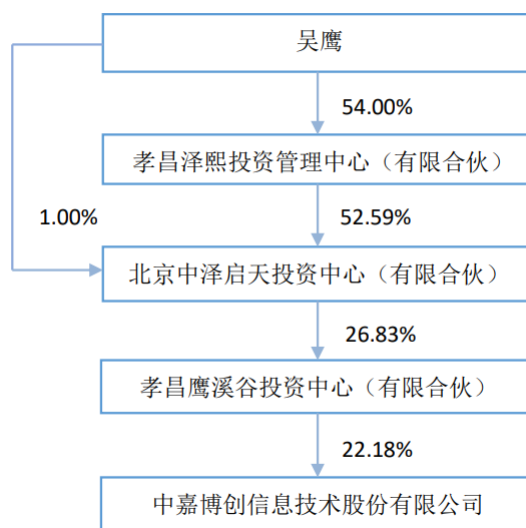 吴鹰
54.00%
孝昌泽熙投资管理中心（有限合伙）
1.00%
52.59%
北京中泽启天投资中心（有限合伙）
26.83%
孝昌鹰溪谷投资中心（有限合伙）
22.18%
中嘉博创信息技术股份有限公司